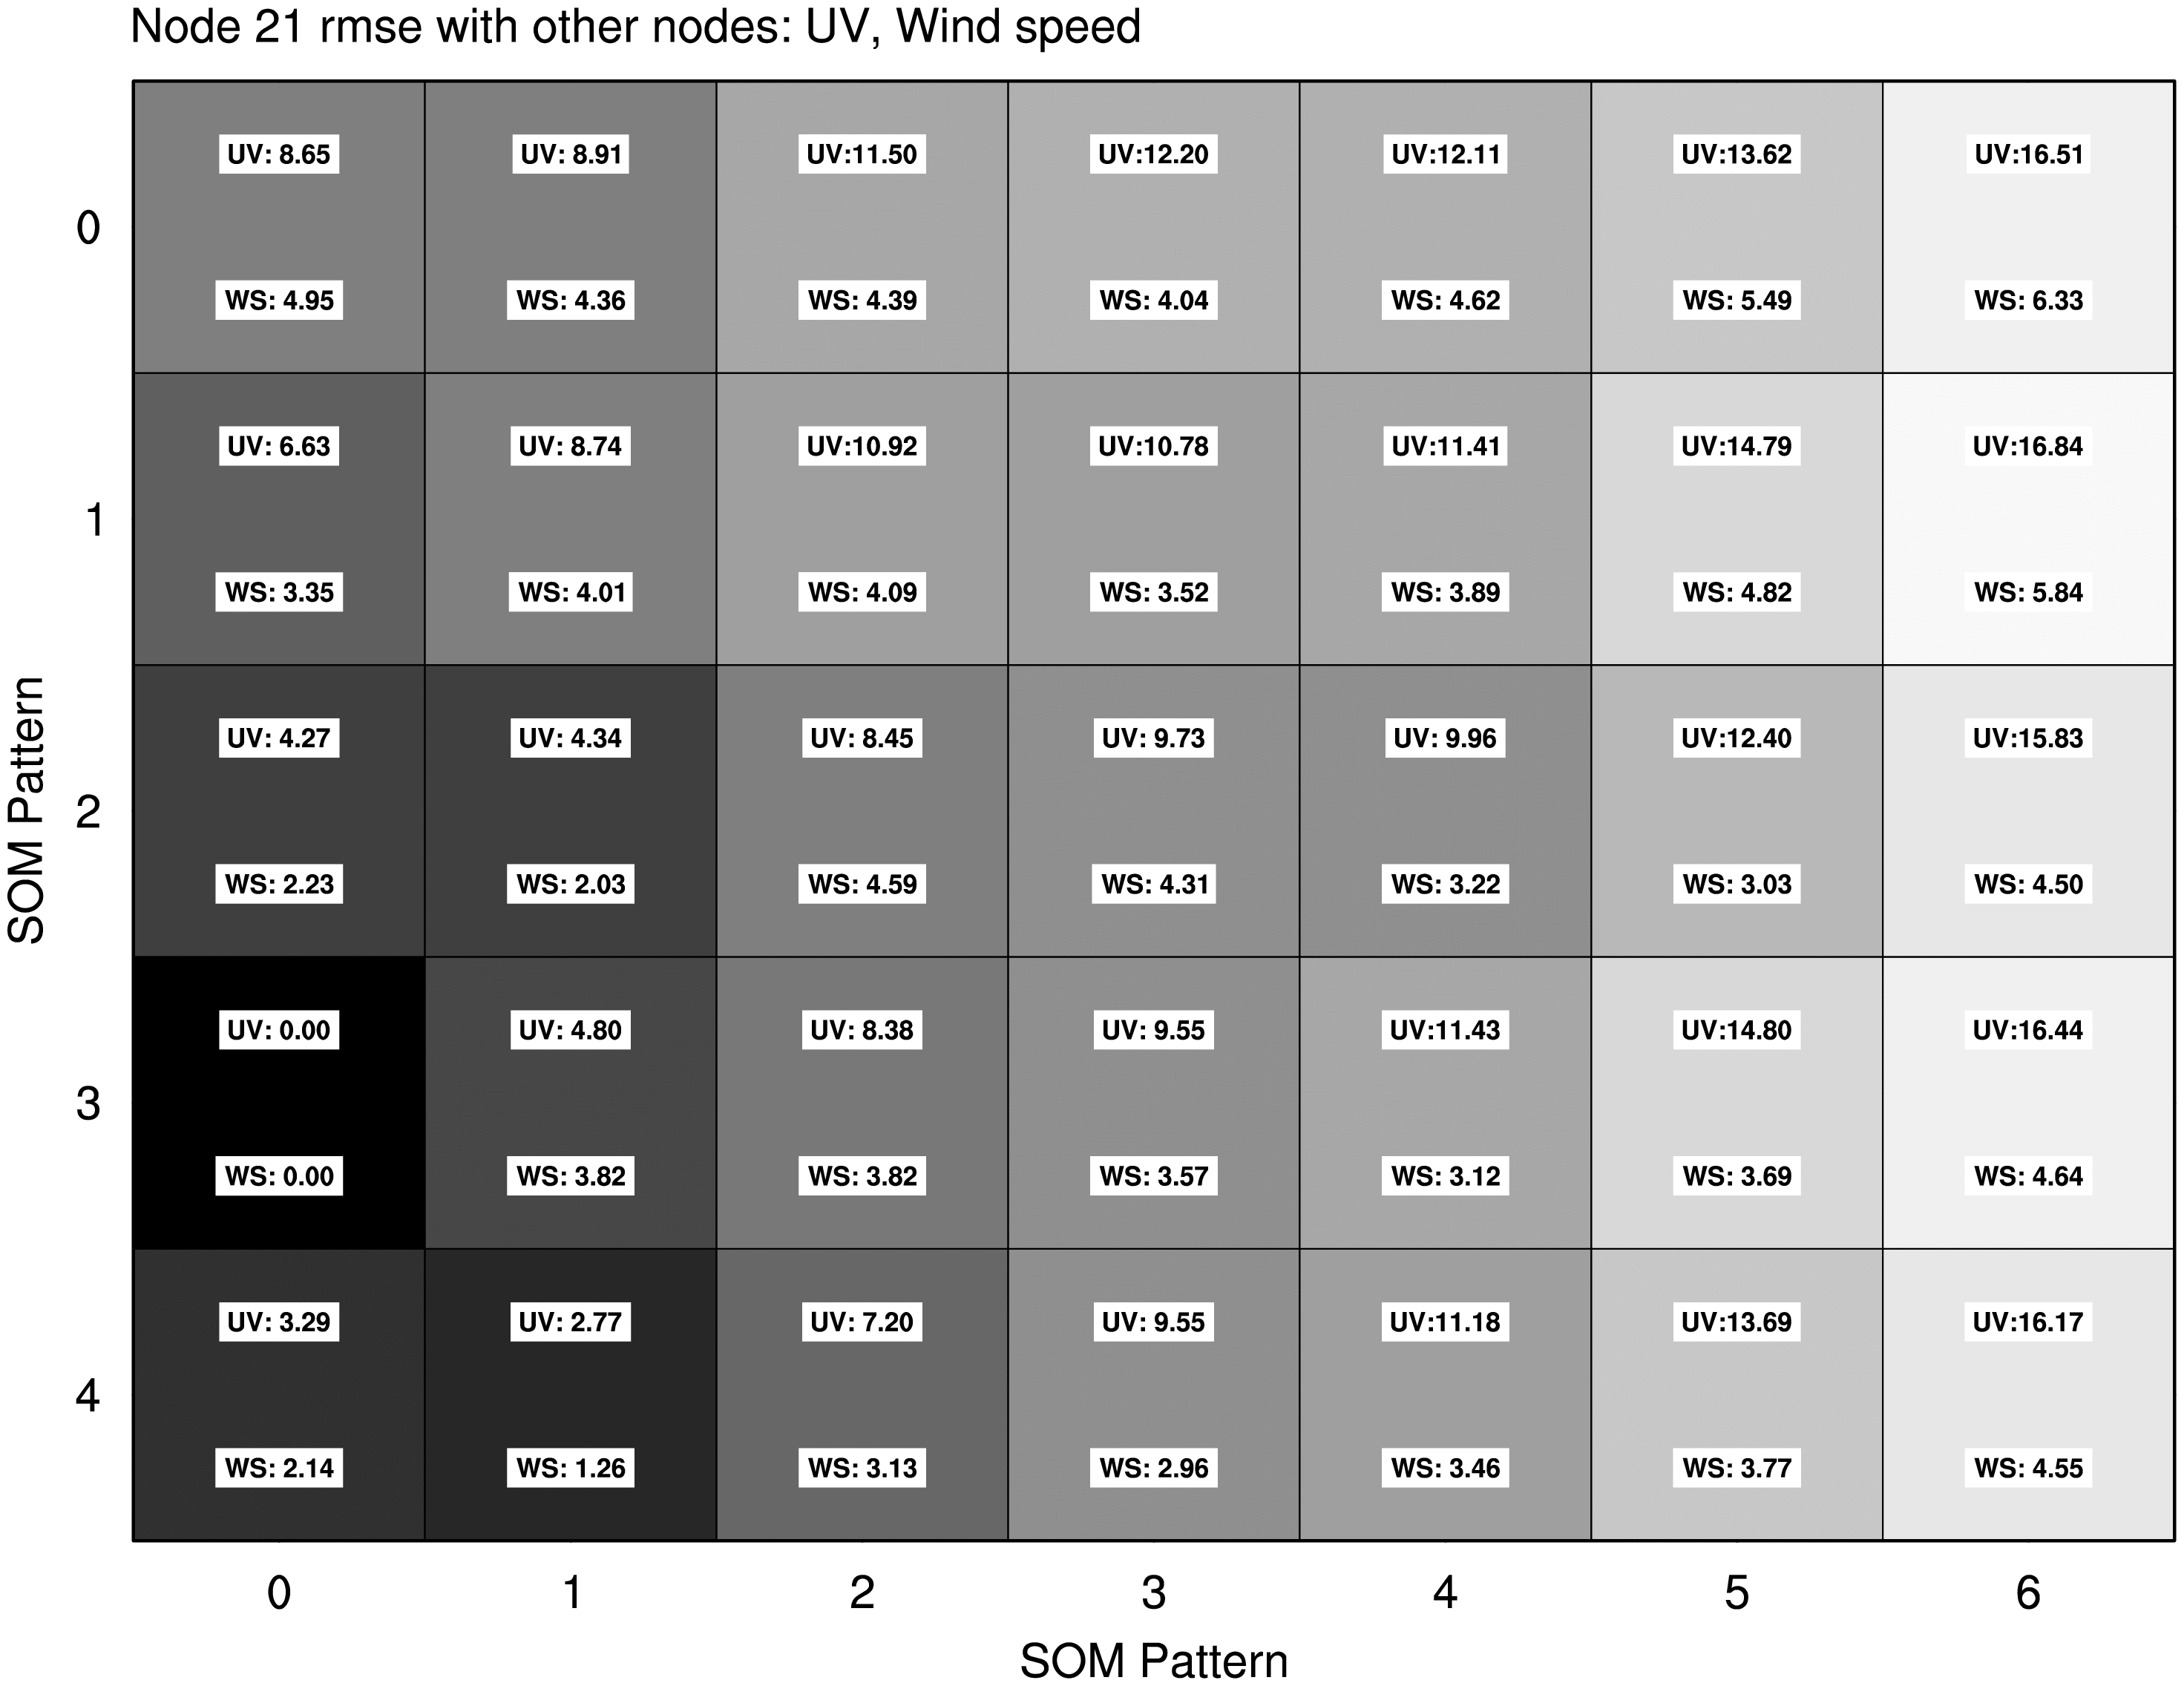 Node 21 rmse with other nodes: UV, Wind speed
UV: 8.65 UV: 8.91 UV:11.50 UV:12.20 UV:12.11 UV:13.62 UV:16.51
0
WS: 4.95 WS: 4.36 WS: 4.39 WS: 4.04 WS: 4.62 WS: 5.49 WS: 6.33
UV: 6.63 UV: 8.74 UV:10.92 UV:10.78 UV:11.41 UV:14.79 UV:16.84
1
WS: 3.35 WS: 4.01 WS: 4.09 WS: 3.52 WS: 3.89 WS: 4.82 WS: 5.84
SOM Pattern
UV: 4.27 UV: 4.34 UV: 8.45 UV: 9.73 UV: 9.96 UV:12.40 UV:15.83
2
WS: 2.23 WS: 2.03 WS: 4.59 WS: 4.31 WS: 3.22 WS: 3.03 WS: 4.50
UV: 0.00 UV: 4.80 UV: 8.38 UV: 9.55 UV:11.43 UV:14.80 UV:16.44
3
WS: 0.00 WS: 3.82 WS: 3.82 WS: 3.57 WS: 3.12 WS: 3.69 WS: 4.64
UV: 3.29 UV: 2.77 UV: 7.20 UV: 9.55 UV:11.18 UV:13.69 UV:16.17
4
WS: 2.14 WS: 1.26 WS: 3.13 WS: 2.96 WS: 3.46 WS: 3.77 WS: 4.55
0 1 2 3 4 5 6
SOM Pattern